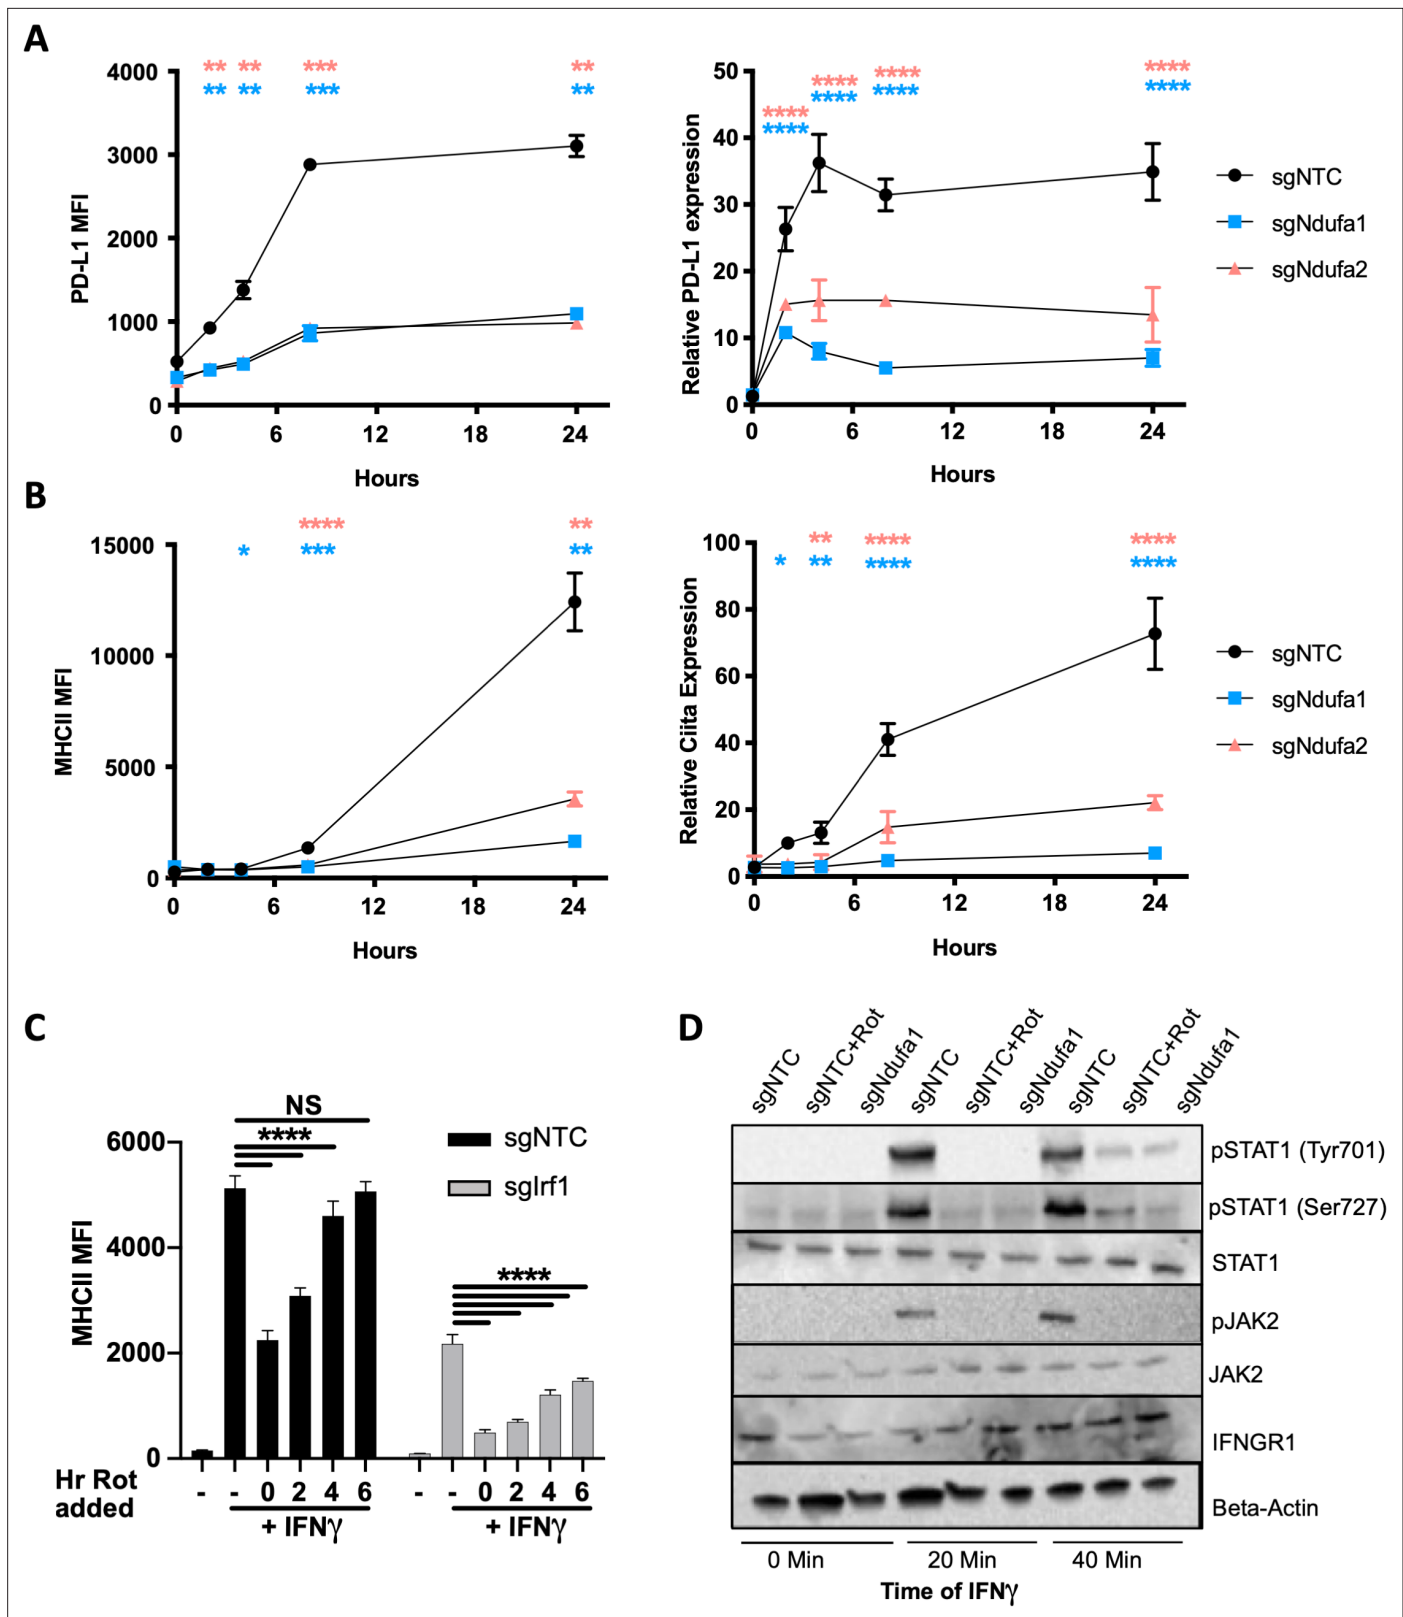 A
** ** *** **
** ** *** **
4000
3000
2000
1000
0
PD-L1 MFI
0 6 12 18 24
Hours
**** **** **** ****
**** **** **** ****
50
40
30
20
10
0
Relative PD-L1 expression
0 6 12 18 24
Hours
sgNTC
sgNdufa1
sgNdufa2
B
**** **
* *** **
15000
10000
5000
0
MHCII MFI
0 6 12 18 24
Hours
** **** ****
* ** **** ****
100
80
60
40
20
0
Relative Ciita Expression
0 6 12 18 24
Hours
sgNTC
sgNdufa1
sgNdufa2
C
NS
****
****
sgNTC
sgIrf1
6000
4000
2000
0
MHCII MFI
Hr Rot added
- - 0 2 4 6 - - 0 2 4 6
+ IFNγ + IFNγ
D
sgNTC sgNTC+Rot sgNdufa1 sgNTC sgNTC+Rot sgNdufa1 sgNTC sgNTC+Rot sgNdufa1
pSTAT1 (Tyr701)
pSTAT1 (Ser727)
STAT1
pJAK2
JAK2
IFNGR1
Beta-Actin
0 Min 20 Min 40 Min
Time of IFNγ